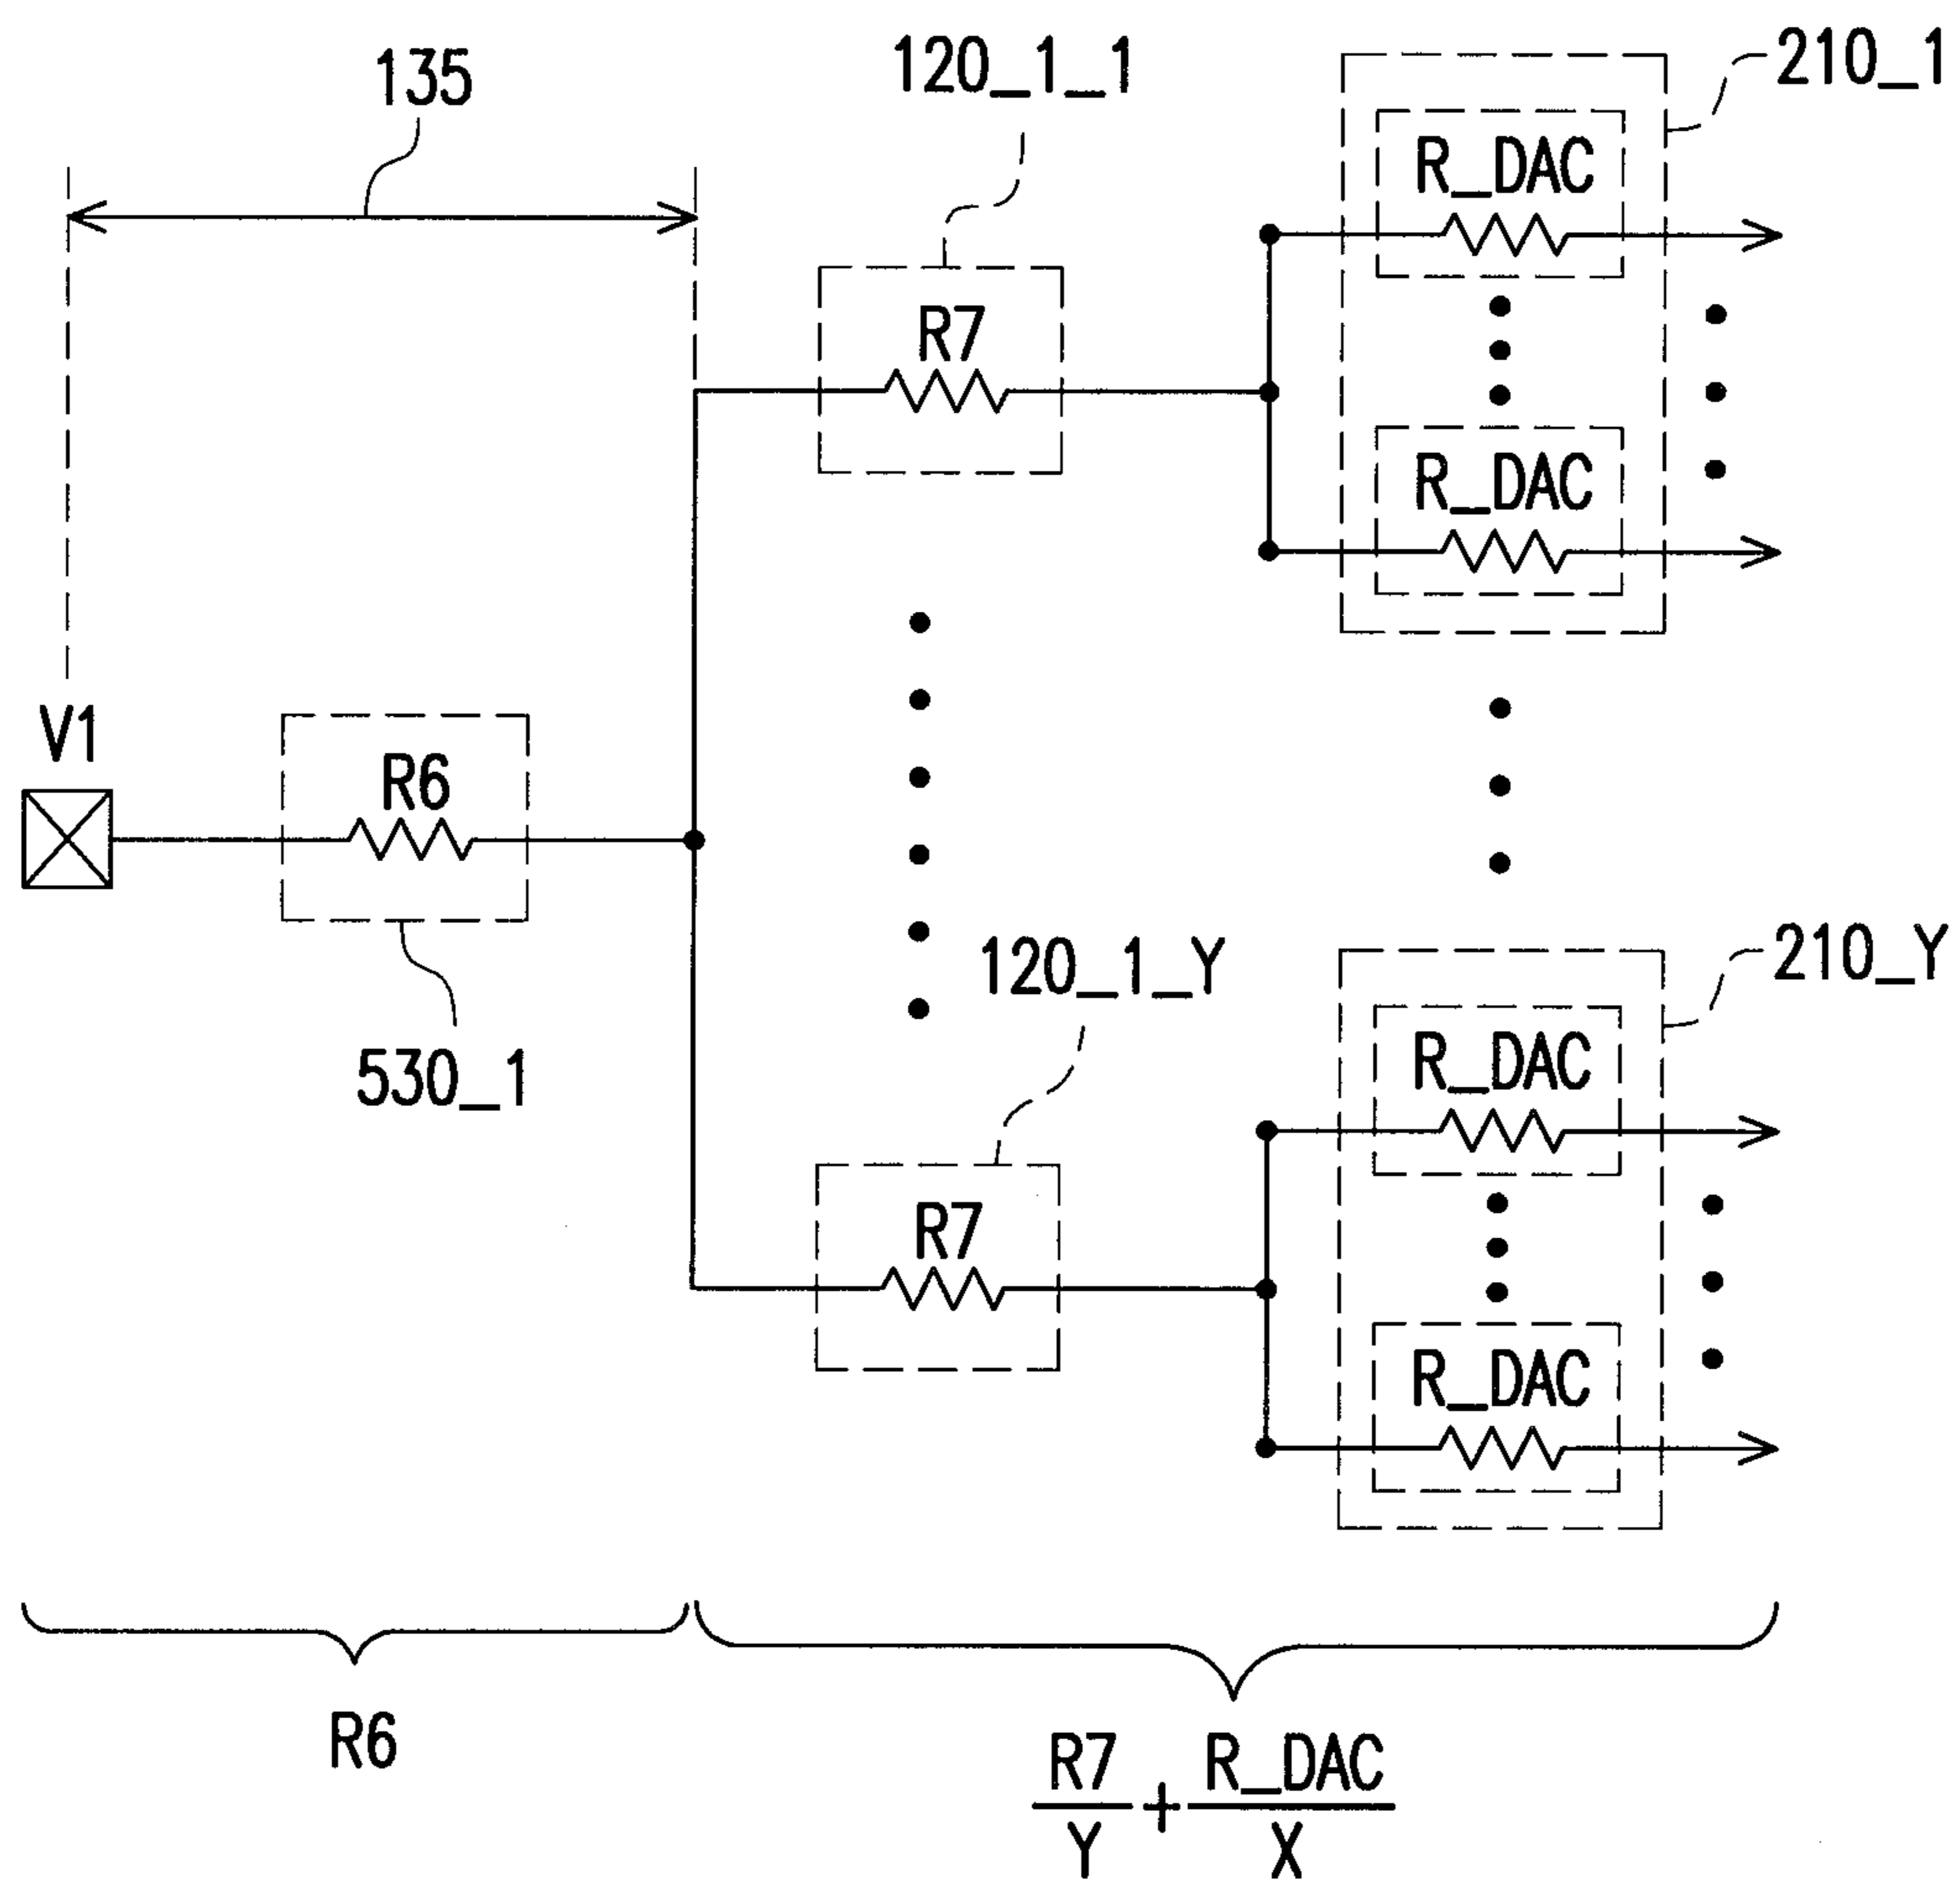 135
120_1_1
210_1
R_DAC
R7
R_DAC
V1
R6
530_1
120_1_Y
210_Y
R_DAC
R7
R_DAC
R6
R7/Y + R_DAC/X